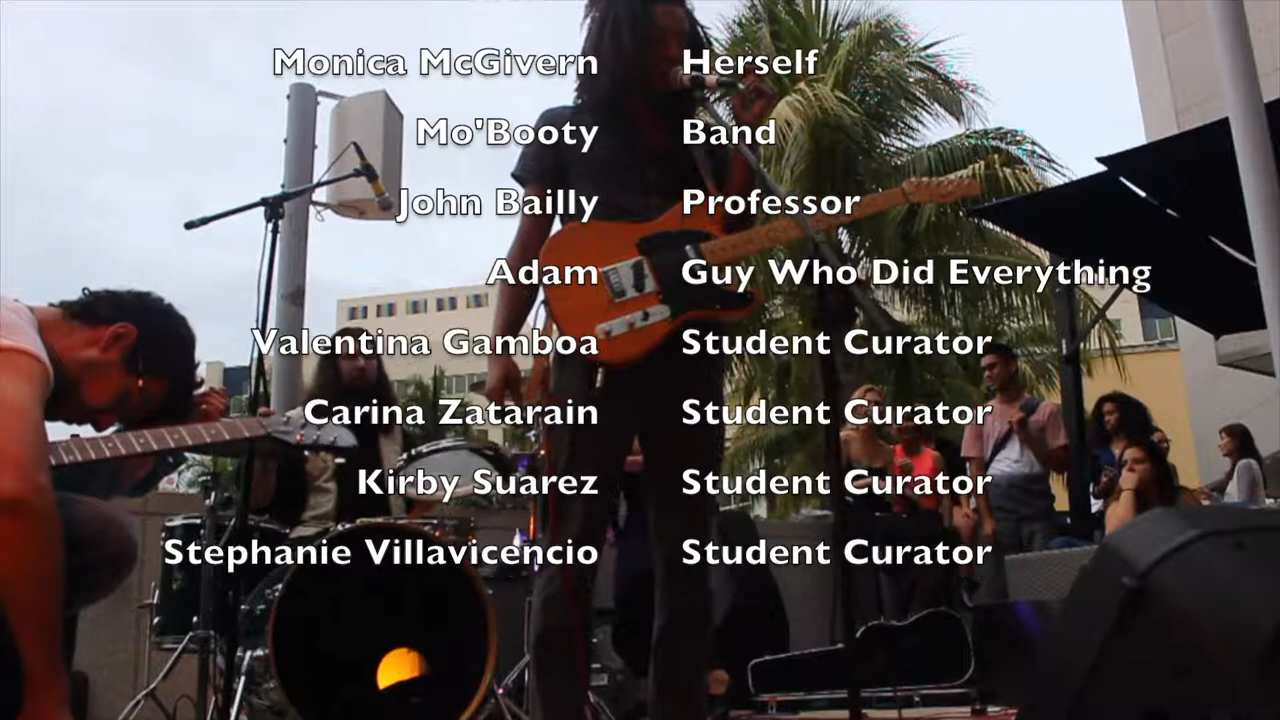 Monica McGivern Herself
Mo'Booty Band
John Bailly Professor
Adam Guy Who Did Everything
Valentina Gamboa Student Curator
Carina Zatarain Student Curator
Kirby Suarez Student Curator
Stephanie Villavicencio Student Curator